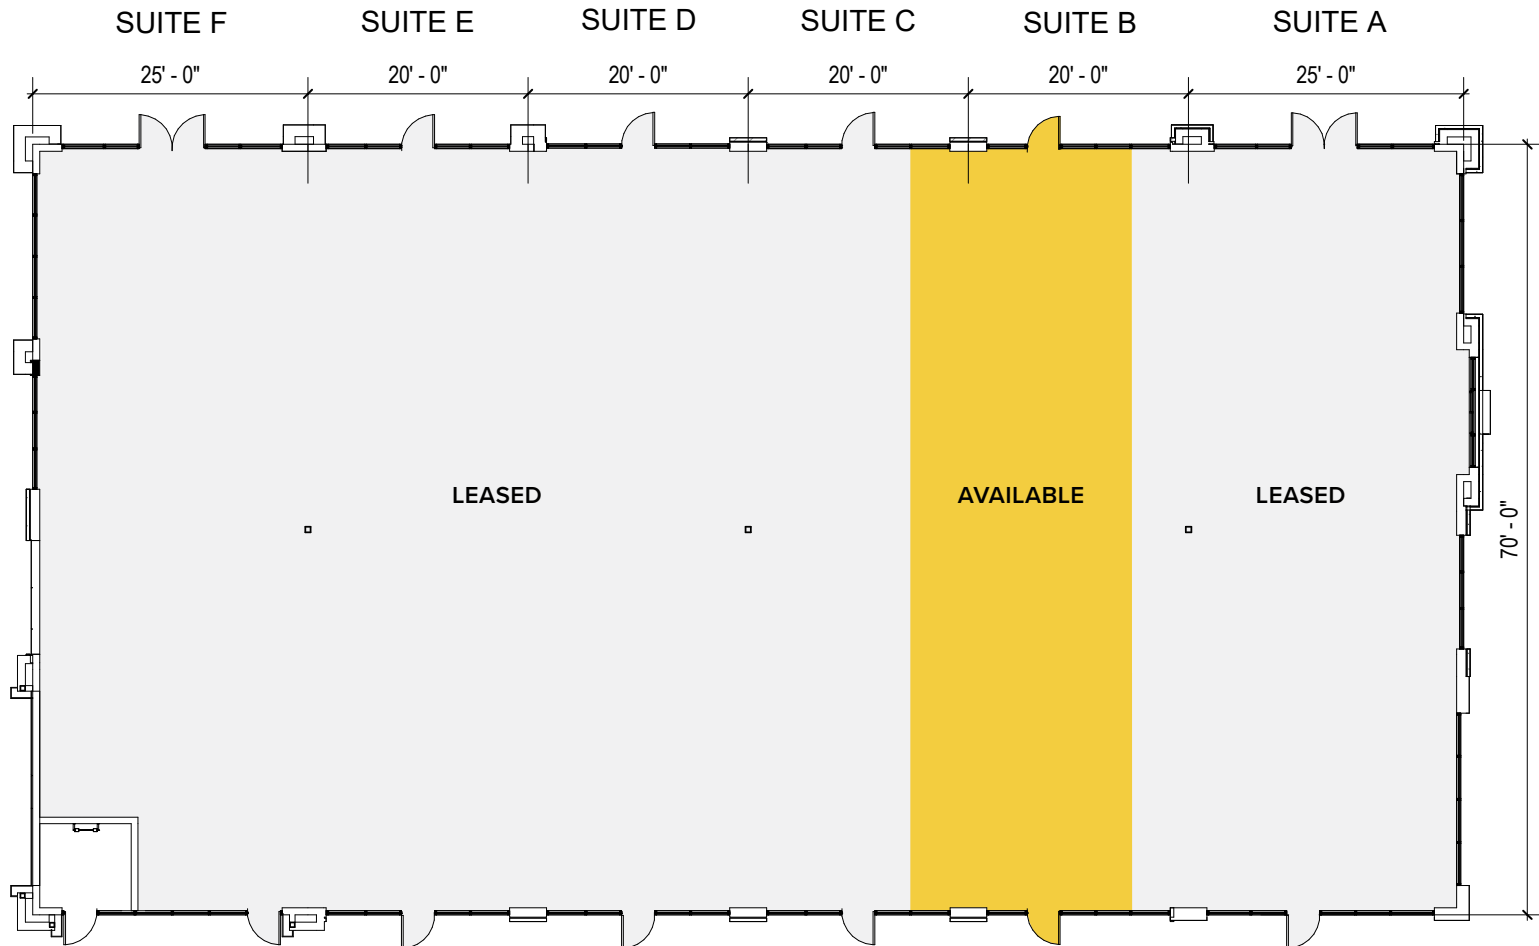 SUITE F SUITE E SUITE D SUITE C SUITE B SUITE A
25' - 0" 20' - 0" 20' - 0" 20' - 0" 20' - 0" 25' - 0"
LEASED AVAILABLE LEASED
70' - 0"